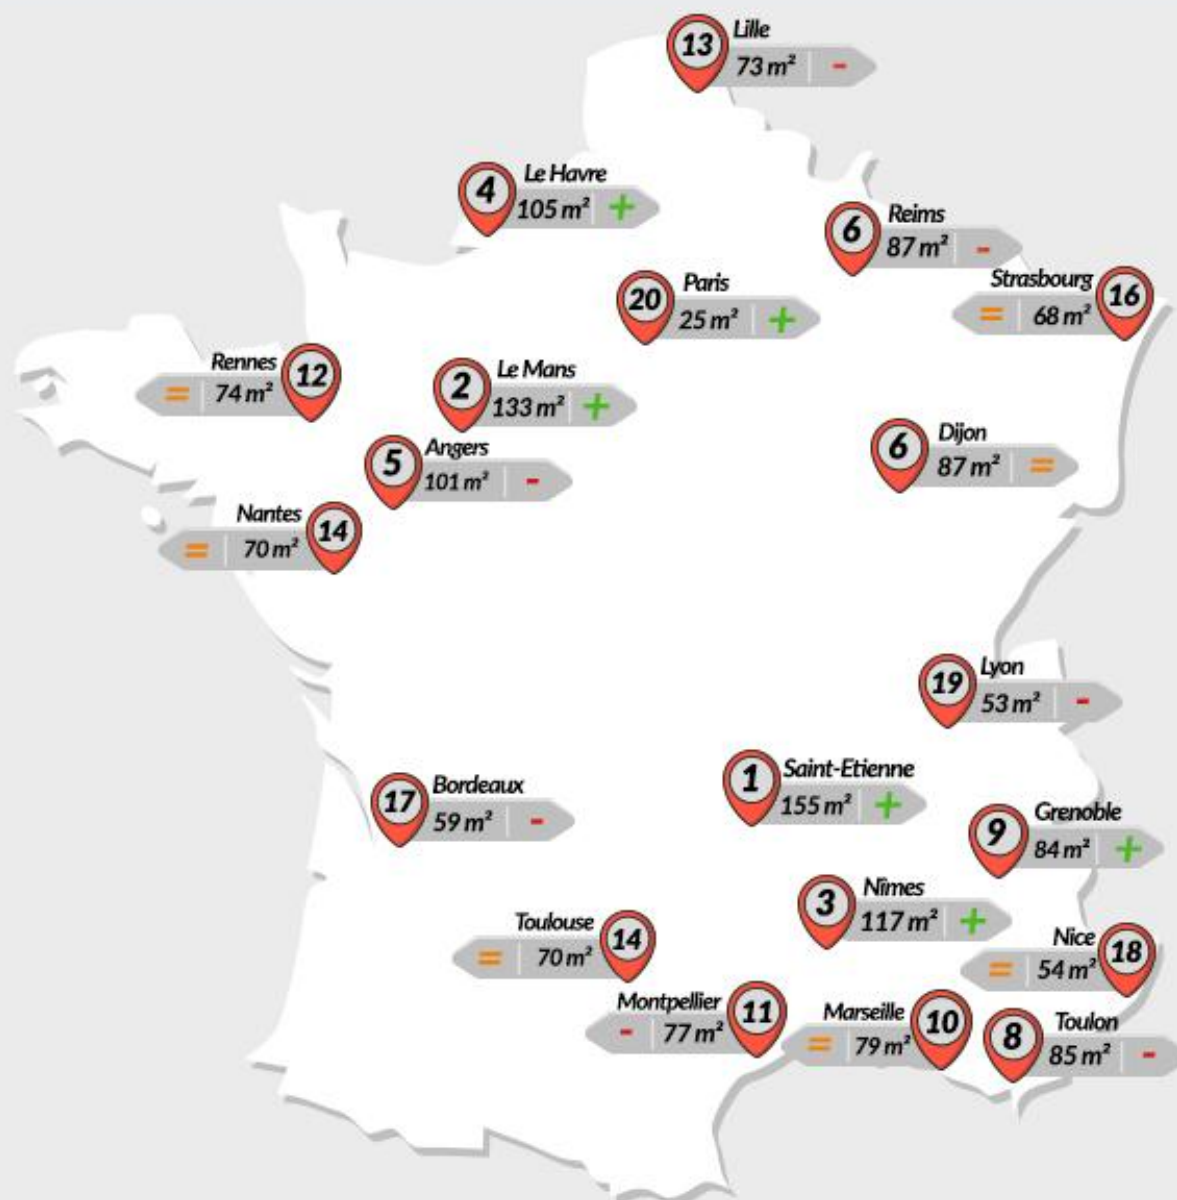 13
Lille
73 m² -
4
Le Havre
105 m² +
6
Reims
87 m² -
20
Paris
25 m² +
Strasbourg
16
= 68 m²
Rennes
12
= 74 m²
2
Le Mans
133 m² +
6
Dijon
87 m² =
5
Angers
101 m² -
Nantes
14
= 70 m²
19
Lyon
53 m² -
1
Saint-Etienne
155 m² +
17
Bordeaux
59 m² -
9
Grenoble
84 m² +
3
Nîmes
117 m² +
Toulouse
14
= 70 m²
Nice
18
= 54 m²
Montpellier
11
- 77 m²
Marseille
10
= 79 m²
8
Toulon
85 m² -